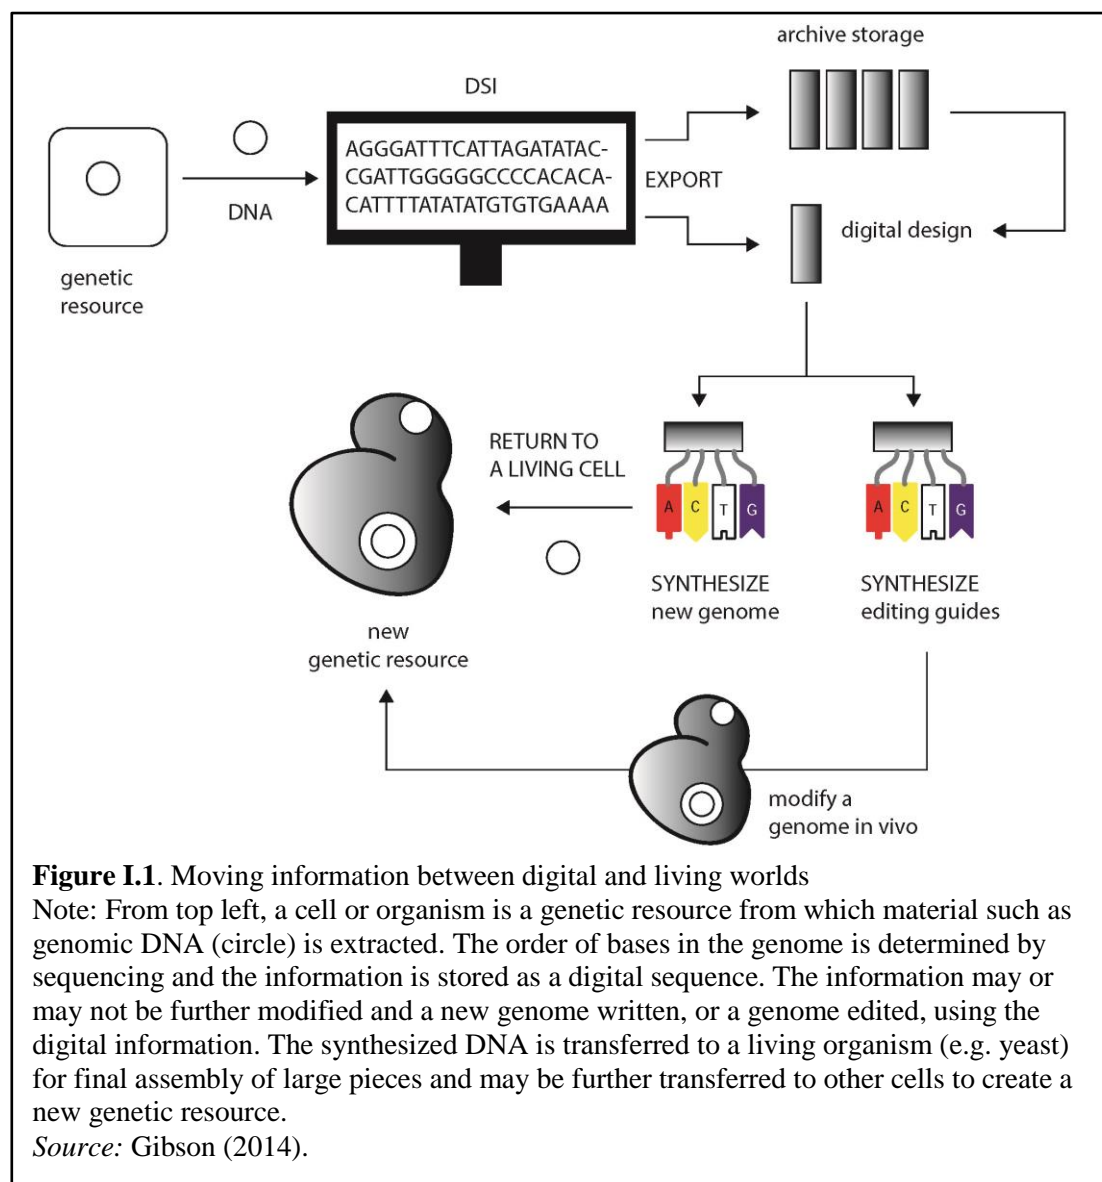 archive storage
DSI
AGGGATTTCATTAGATATAC-
CGATTGGGGGCCCCACACA-
CATTTTATATATGTGTGAAAA
EXPORT
DNA
digital design
genetic
resource
RETURN TO
A LIVING CELL
A C T G
A C T G
SYNTHESIZE
new genome
SYNTHESIZE
editing guides
new
genetic resource
modify a
genome in vivo
Figure I.1. Moving information between digital and living worlds
Note: From top left, a cell or organism is a genetic resource from which material such as
genomic DNA (circle) is extracted. The order of bases in the genome is determined by
sequencing and the information is stored as a digital sequence. The information may or
may not be further modified and a new genome written, or a genome edited, using the
digital information. The synthesized DNA is transferred to a living organism (e.g. yeast)
for final assembly of large pieces and may be further transferred to other cells to create a
new genetic resource.
Source: Gibson (2014).